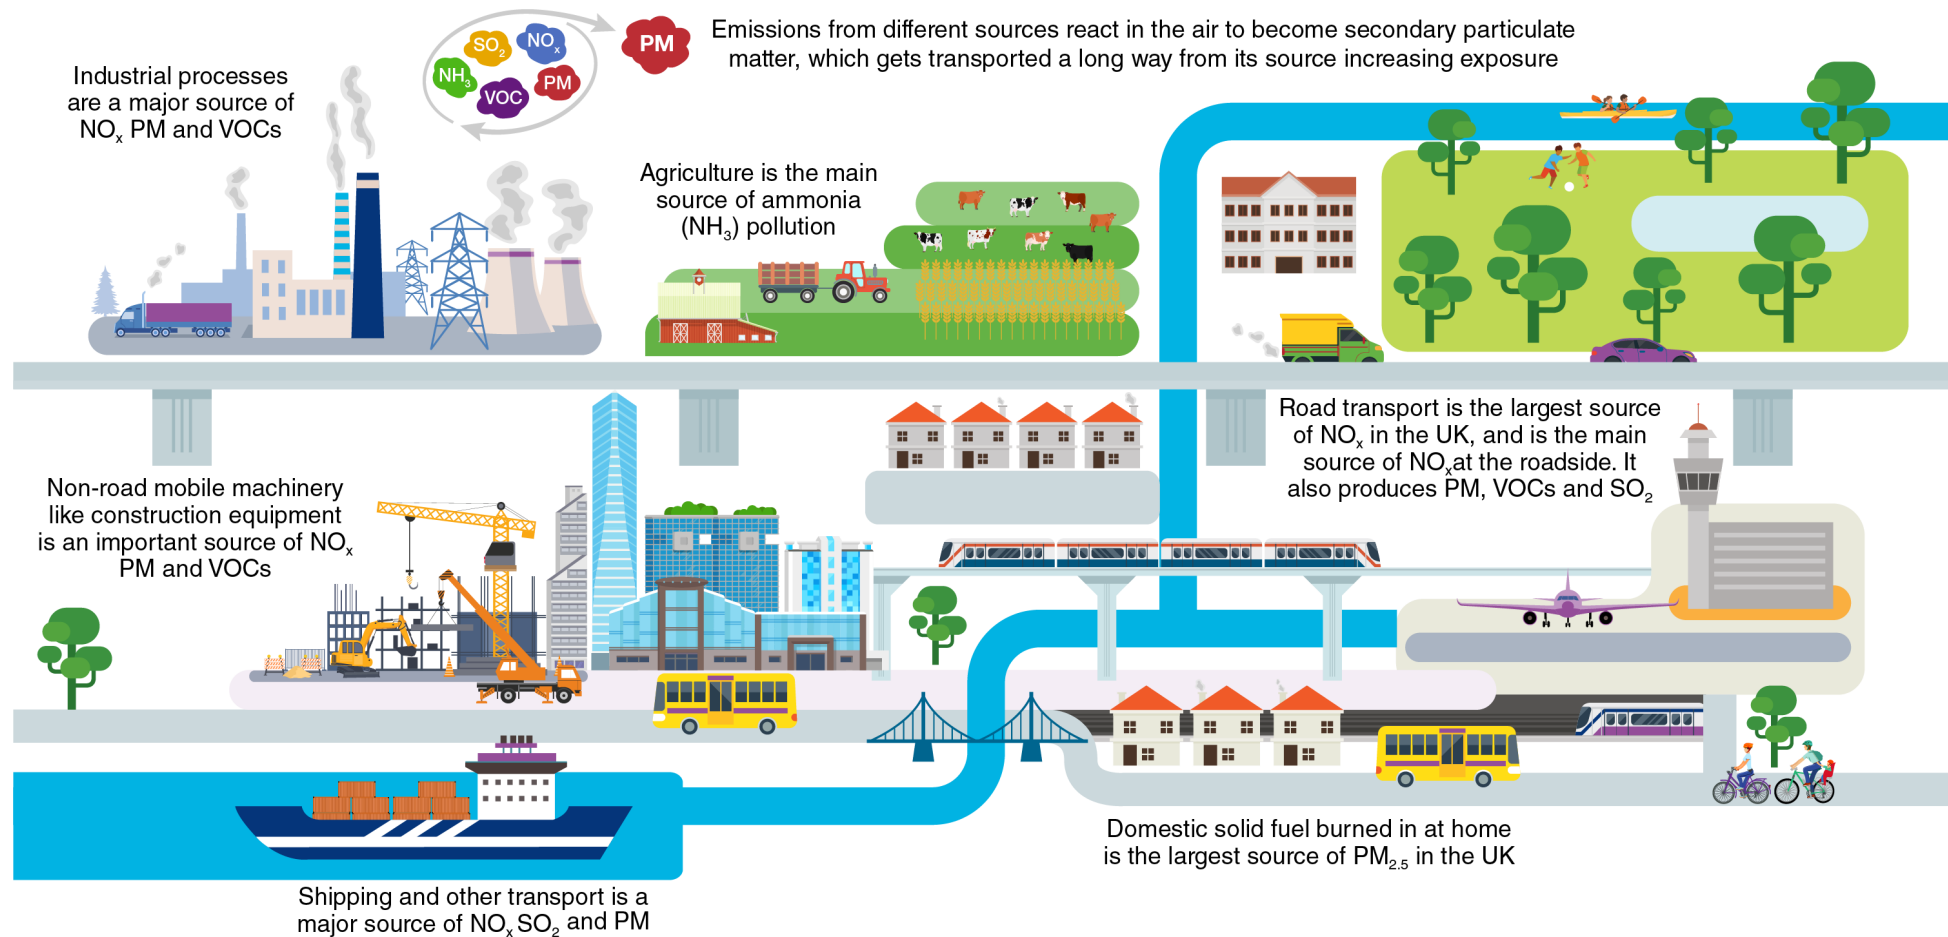 Emissions from different sources react in the air to become secondary particulate
matter, which gets transported a long way from its source increasing exposure
SO2
NOx
NH3
VOC
PM
PM
Industrial processes
are a major source of
NOx PM and VOCs
Agriculture is the main
source of ammonia
(NH3) pollution
Road transport is the largest source
of NOx in the UK, and is the main
source of NOxat the roadside. It
also produces PM, VOCs and SO2
Non-road mobile machinery
like construction equipment
is an important source of NOx
PM and VOCs
Domestic solid fuel burned in at home
is the largest source of PM2.5 in the UK
Shipping and other transport is a
major source of NOx SO2 and PM